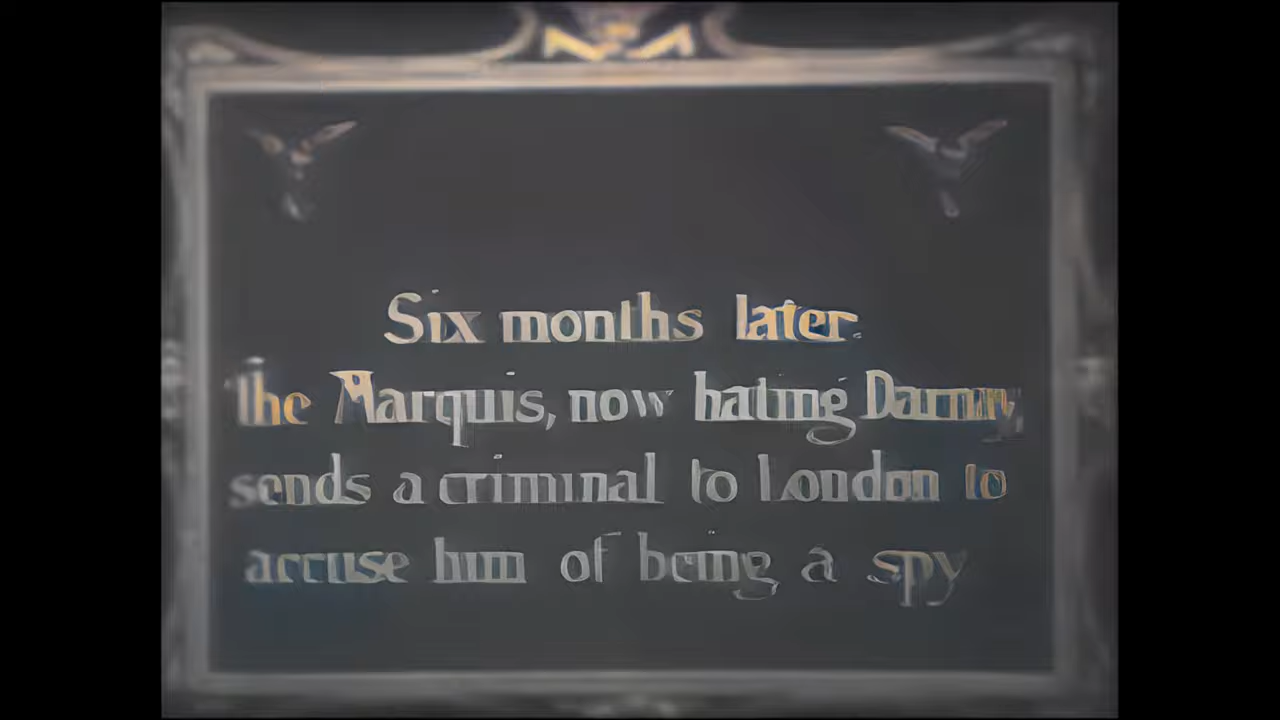 Six months later.
the Marquis, now hating Darnay,
sends a criminal to London to
accuse him of being a spy